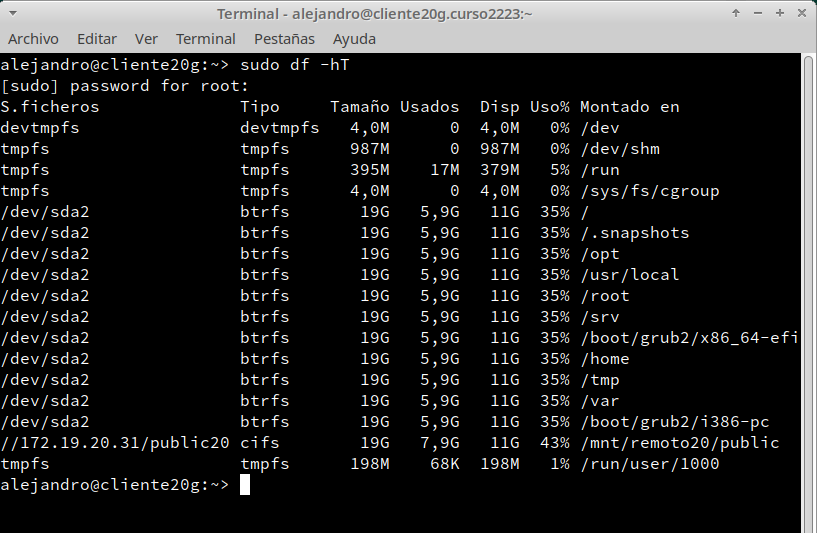 Terminal - alejandro@cliente20g.curso2223:~
Archivo Editar Ver Terminal Pestañas Ayuda
alejandro@cliente20g:~> sudo df -hT
[sudo] password for root:
S.ficheros Tipo Tamaño Usados Disp Uso% Montado en
devtmpfs devtmpfs 4,0M 0 4,0M 0% /dev
tmpfs tmpfs 987M 0 987M 0% /dev/shm
tmpfs tmpfs 395M 17M 379M 5% /run
tmpfs tmpfs 4,0M 0 4,0M 0% /sys/fs/cgroup
/dev/sda2 btrfs 19G 5,9G 11G 35% /
/dev/sda2 btrfs 19G 5,9G 11G 35% /.snapshots
/dev/sda2 btrfs 19G 5,9G 11G 35% /opt
/dev/sda2 btrfs 19G 5,9G 11G 35% /usr/local
/dev/sda2 btrfs 19G 5,9G 11G 35% /root
/dev/sda2 btrfs 19G 5,9G 11G 35% /srv
/dev/sda2 btrfs 19G 5,9G 11G 35% /boot/grub2/x86_64-efi
/dev/sda2 btrfs 19G 5,9G 11G 35% /home
/dev/sda2 btrfs 19G 5,9G 11G 35% /tmp
/dev/sda2 btrfs 19G 5,9G 11G 35% /var
/dev/sda2 btrfs 19G 5,9G 11G 35% /boot/grub2/i386-pc
//172.19.20.31/public20 cifs 19G 7,9G 11G 43% /mnt/remoto20/public
tmpfs tmpfs 198M 68K 198M 1% /run/user/1000
alejandro@cliente20g:~>